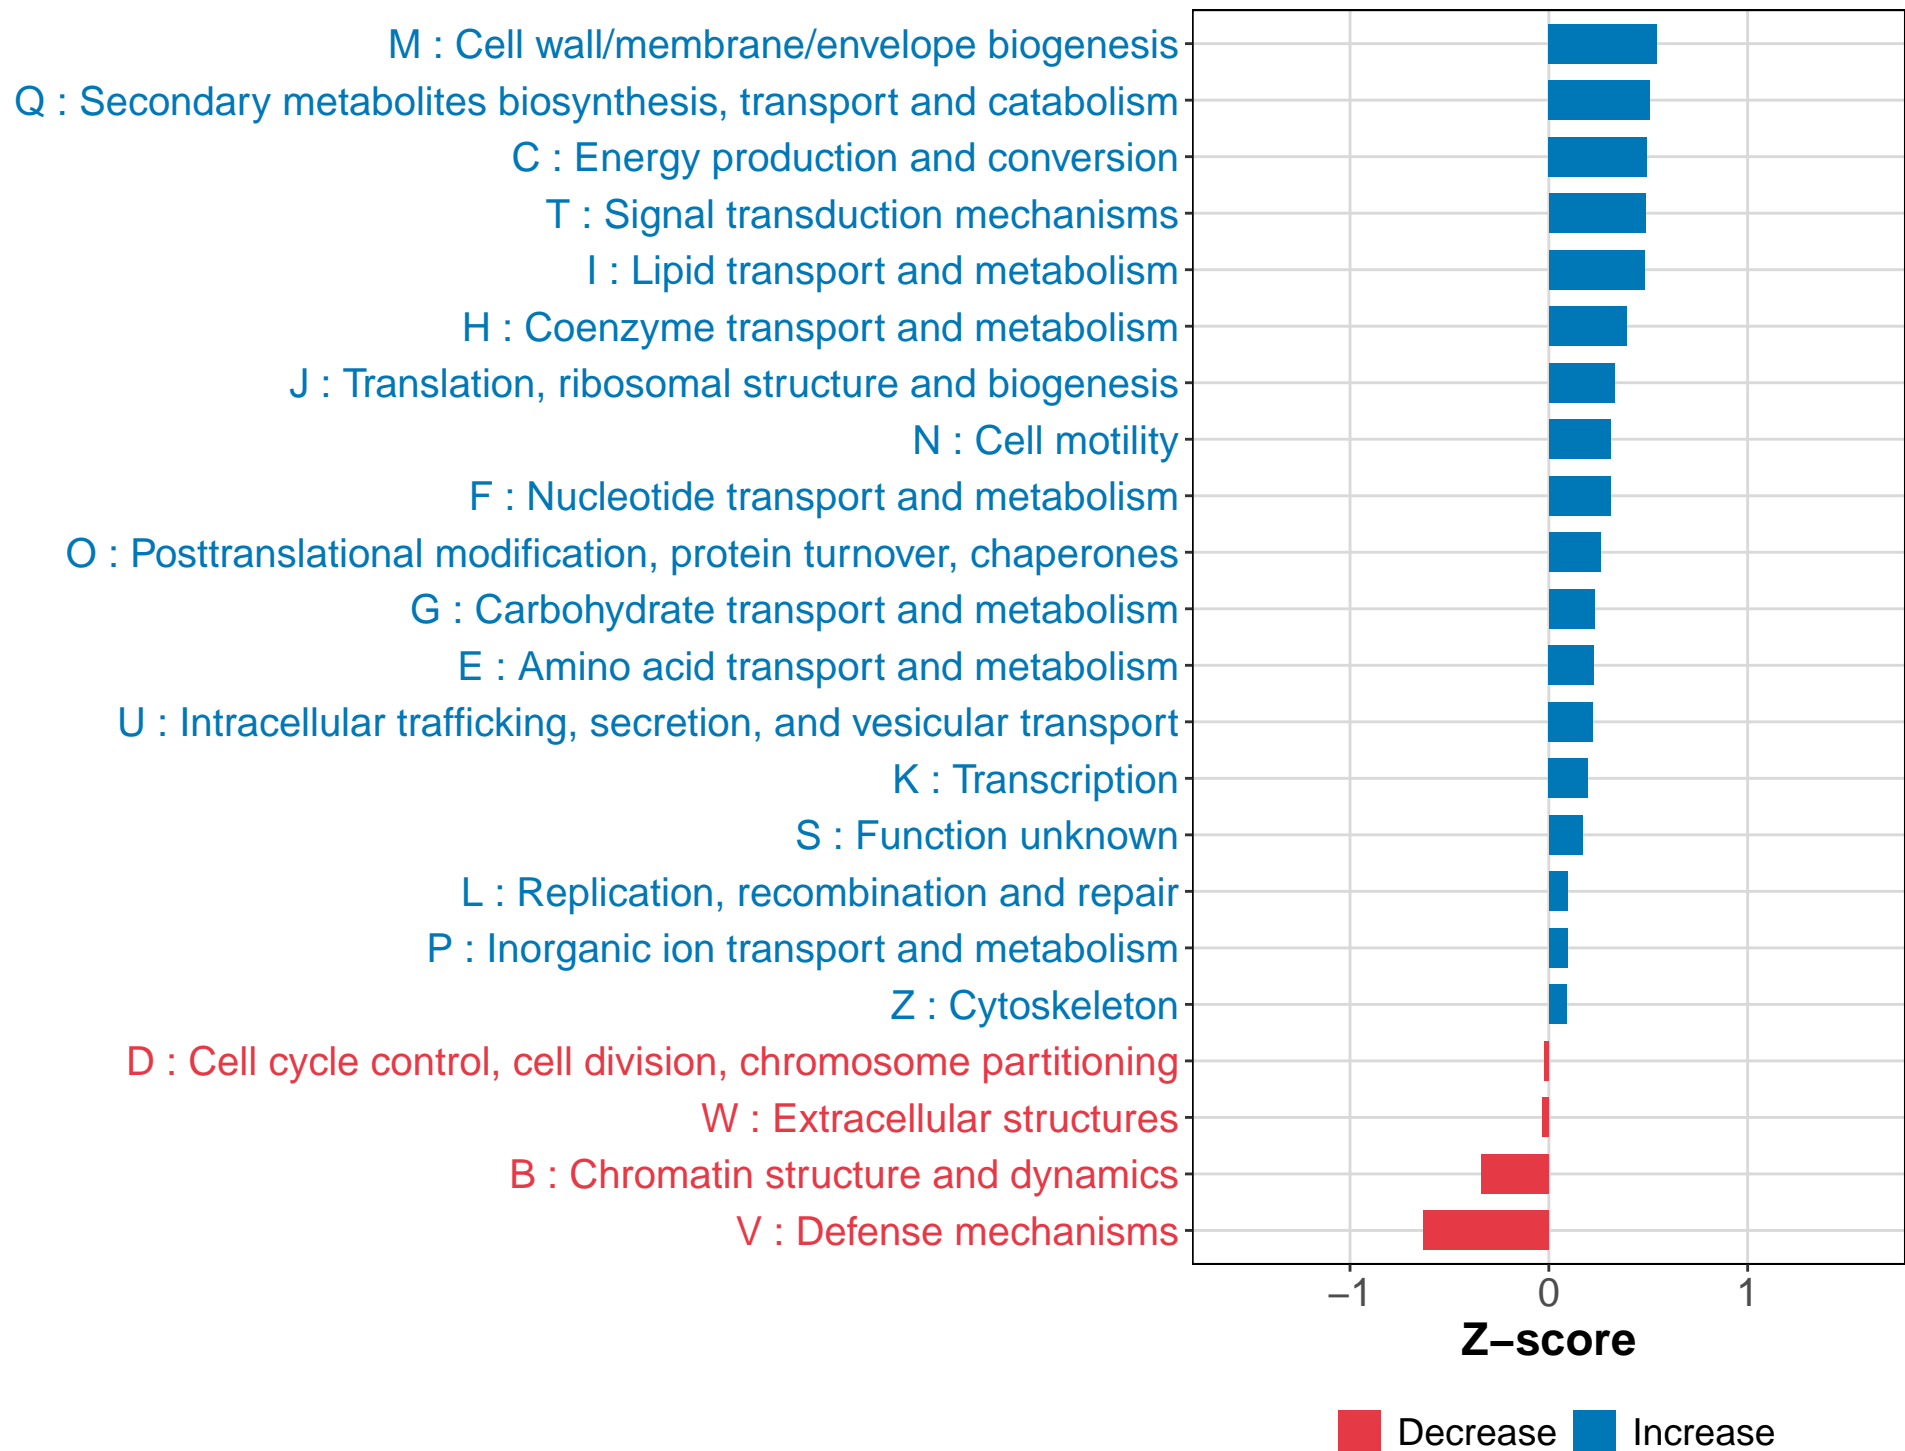 M : Cell wall/membrane/envelope biogenesis
Q : Secondary metabolites biosynthesis, transport and catabolism
C : Energy production and conversion
T : Signal transduction mechanisms
I : Lipid transport and metabolism
H : Coenzyme transport and metabolism
J : Translation, ribosomal structure and biogenesis
N : Cell motility
F : Nucleotide transport and metabolism
O : Posttranslational modification, protein turnover, chaperones
G : Carbohydrate transport and metabolism
E : Amino acid transport and metabolism
U : Intracellular trafficking, secretion, and vesicular transport
K : Transcription
S : Function unknown
L : Replication, recombination and repair
P : Inorganic ion transport and metabolism
Z : Cytoskeleton
D : Cell cycle control, cell division, chromosome partitioning
W : Extracellular structures
B : Chromatin structure and dynamics
V : Defense mechanisms
−1 0 1
Z−score
Decrease Increase